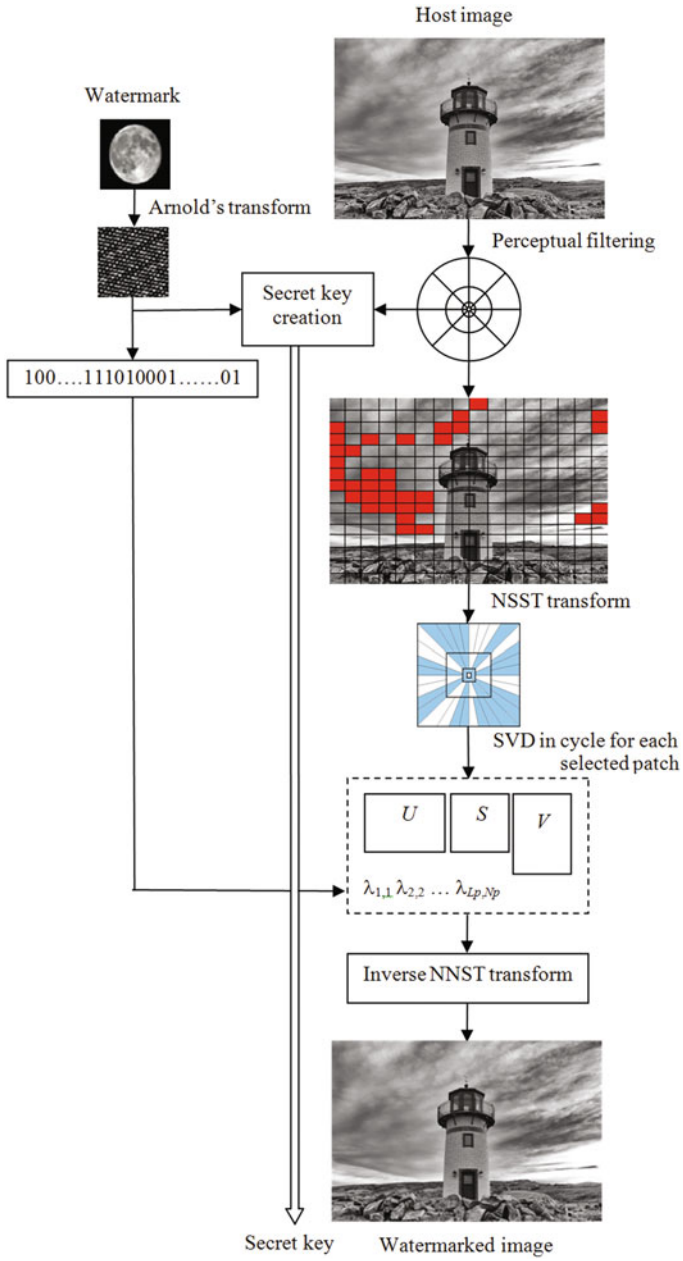 Host image
Watermark
Arnold's transform
Perceptual filtering
Secret key
creation
100....111010001......01
NSST transform
SVD in cycle for each
selected patch
U S V
λ1,1 λ2,2 … λLp,Np
Inverse NNST transform
Secret key
Watermarked image